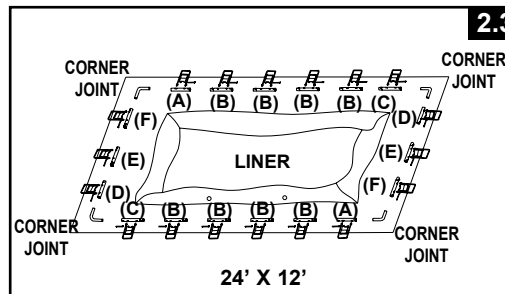 2.3
CORNER
JOINT
CORNER
JOINT
(A) (B) (B) (B) (B) (C)
(F) (D)
(E) LINER (E)
(D) (F)
(C) (B) (B) (B) (B) (A)
CORNER
JOINT
CORNER
JOINT
24' X 12'